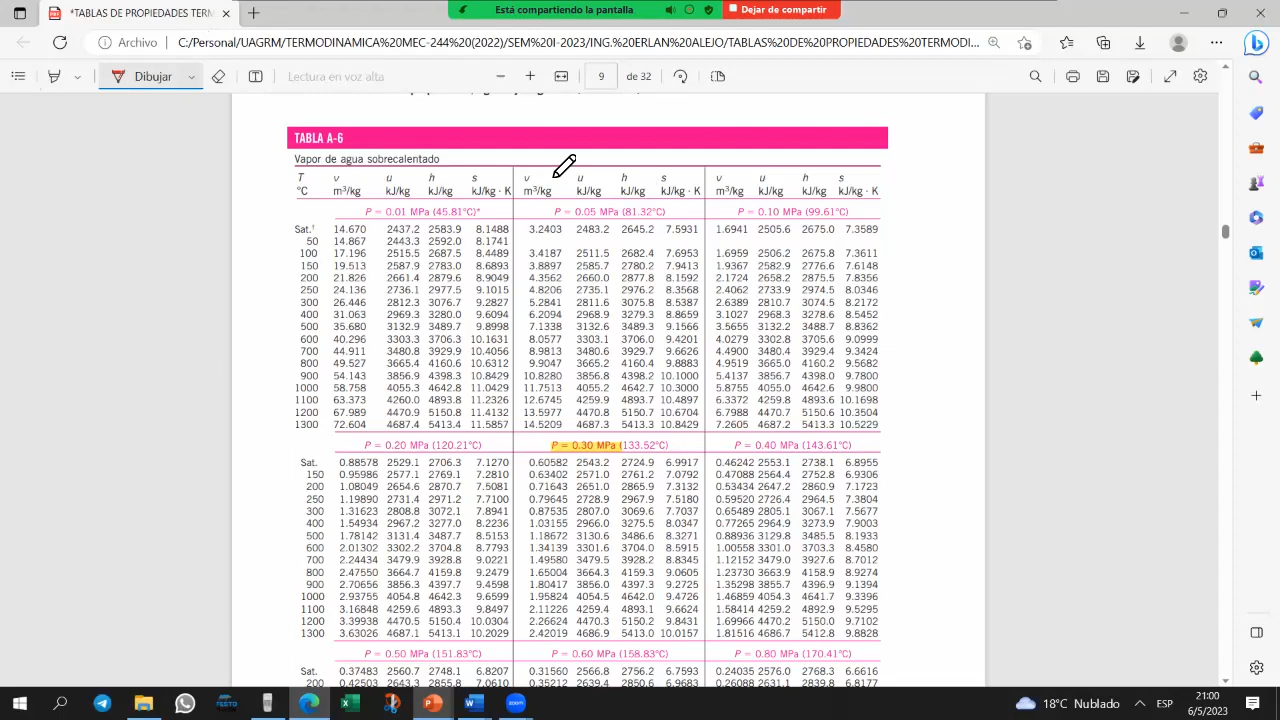 *TABLAS DE PROPIEDADES TERM
Está compartiendo la pantalla
Dejar de compartir
Archivo
C:/Personal/UAGRM/TERMODINAMICA%20MEC-244%20(2022)/SEM%20I-2023/ING.%20ERLAN%20ALEJO/TABLAS%20DE%20PROPIEDADES%20TERMODI...
Dibujar
Lectura en voz alta
9 de 32
TABLA A-6
Vapor de agua sobrecalentado
T v u h s v u h s v u h s
°C m³/kg kJ/kg kJ/kg kJ/kg · K m³/kg kJ/kg kJ/kg kJ/kg · K m³/kg kJ/kg kJ/kg kJ/kg · K
P = 0.01 MPa (45.81°C)* P = 0.05 MPa (81.32°C) P = 0.10 MPa (99.61°C)
Sat.† 14.670 2437.2 2583.9 8.1488 3.2403 2483.2 2645.2 7.5931 1.6941 2505.6 2675.0 7.3589
50 14.867 2443.3 2592.0 8.1741
100 17.196 2515.5 2687.5 8.4489 3.4187 2511.5 2682.4 7.6953 1.6959 2506.2 2675.8 7.3611
150 19.513 2587.9 2783.0 8.6893 3.8897 2585.7 2780.2 7.9413 1.9367 2582.9 2776.6 7.6148
200 21.826 2661.4 2879.6 8.9049 4.3562 2660.0 2877.8 8.1592 2.1724 2658.2 2875.5 7.8356
250 24.136 2736.1 2977.5 9.1015 4.8206 2735.1 2976.2 8.3568 2.4062 2733.9 2974.5 8.0346
300 26.446 2812.3 3076.7 9.2827 5.2841 2811.6 3075.8 8.5387 2.6389 2810.7 3074.5 8.2172
400 31.063 2969.3 3280.0 9.6094 6.2094 2968.9 3279.3 8.8659 3.1027 2968.3 3278.6 8.5452
500 35.680 3132.9 3489.7 9.8998 7.1338 3132.6 3489.3 9.1566 3.5655 3132.2 3488.7 8.8362
600 40.296 3303.3 3706.3 10.1631 8.0577 3303.1 3706.0 9.4201 4.0279 3302.8 3705.6 9.0999
700 44.911 3480.8 3929.9 10.4056 8.9813 3480.6 3929.7 9.6626 4.4900 3480.4 3929.4 9.3424
800 49.527 3665.4 4160.6 10.6312 9.9047 3665.2 4160.4 9.8883 4.9519 3665.0 4160.2 9.5682
900 54.143 3856.9 4398.3 10.8429 10.8280 3856.8 4398.2 10.1000 5.4137 3856.7 4398.0 9.7800
1000 58.758 4055.3 4642.8 11.0429 11.7513 4055.2 4642.7 10.3000 5.8755 4055.0 4642.6 9.9800
1100 63.373 4260.0 4893.8 11.2326 12.6745 4259.9 4893.7 10.4897 6.3372 4259.8 4893.6 10.1698
1200 67.989 4470.9 5150.8 11.4132 13.5977 4470.8 5150.7 10.6704 6.7988 4470.7 5150.6 10.3504
1300 72.604 4687.4 5413.4 11.5857 14.5209 4687.3 5413.3 10.8429 7.2605 4687.2 5413.3 10.5229
P = 0.20 MPa (120.21°C) P = 0.30 MPa (133.52°C) P = 0.40 MPa (143.61°C)
Sat. 0.88578 2529.1 2706.3 7.1270 0.60582 2543.2 2724.9 6.9917 0.46242 2553.1 2738.1 6.8955
150 0.95986 2577.1 2769.1 7.2810 0.63402 2571.0 2761.2 7.0792 0.47088 2564.4 2752.8 6.9306
200 1.08049 2654.6 2870.7 7.5081 0.71643 2651.0 2865.9 7.3132 0.53434 2647.2 2860.9 7.1723
250 1.19890 2731.4 2971.2 7.7100 0.79645 2728.9 2967.9 7.5180 0.59520 2726.4 2964.5 7.3804
300 1.31623 2808.8 3072.1 7.8941 0.87535 2807.0 3069.6 7.7037 0.65489 2805.1 3067.1 7.5677
400 1.54934 2967.2 3277.0 8.2236 1.03155 2966.0 3275.5 8.0347 0.77265 2964.9 3273.9 7.9003
500 1.78142 3131.4 3487.7 8.5153 1.18672 3130.6 3486.6 8.3271 0.88936 3129.8 3485.5 8.1933
600 2.01302 3302.2 3704.8 8.7793 1.34139 3301.6 3704.0 8.5915 1.00558 3301.0 3703.3 8.4580
700 2.24434 3479.9 3928.8 9.0221 1.49580 3479.5 3928.2 8.8345 1.12152 3479.0 3927.6 8.7012
800 2.47550 3664.7 4159.8 9.2479 1.65004 3664.3 4159.3 9.0605 1.23730 3663.9 4158.9 8.9274
900 2.70656 3856.3 4397.7 9.4598 1.80417 3856.0 4397.3 9.2725 1.35298 3855.7 4396.9 9.1394
1000 2.93755 4054.8 4642.3 9.6599 1.95824 4054.5 4642.0 9.4726 1.46859 4054.3 4641.7 9.3396
1100 3.16848 4259.6 4893.3 9.8497 2.11226 4259.4 4893.1 9.6624 1.58414 4259.2 4892.9 9.5295
1200 3.39938 4470.5 5150.4 10.0304 2.26624 4470.3 5150.2 9.8431 1.69966 4470.2 5150.0 9.7102
1300 3.63026 4687.1 5413.1 10.2029 2.42019 4686.9 5413.0 10.0157 1.81516 4686.7 5412.8 9.8828
P = 0.50 MPa (151.83°C) P = 0.60 MPa (158.83°C) P = 0.80 MPa (170.41°C)
Sat. 0.37483 2560.7 2748.1 6.8207 0.31560 2566.8 2756.2 6.7593 0.24035 2576.0 2768.3 6.6616
200 0.42503 2643.3 2855.8 7.0610 0.35212 2639.4 2850.6 6.9683 0.26088 2631.1 2839.8 6.8177
FESTO
zoom
18°C Nublado
ESP
21:00
6/5/2023